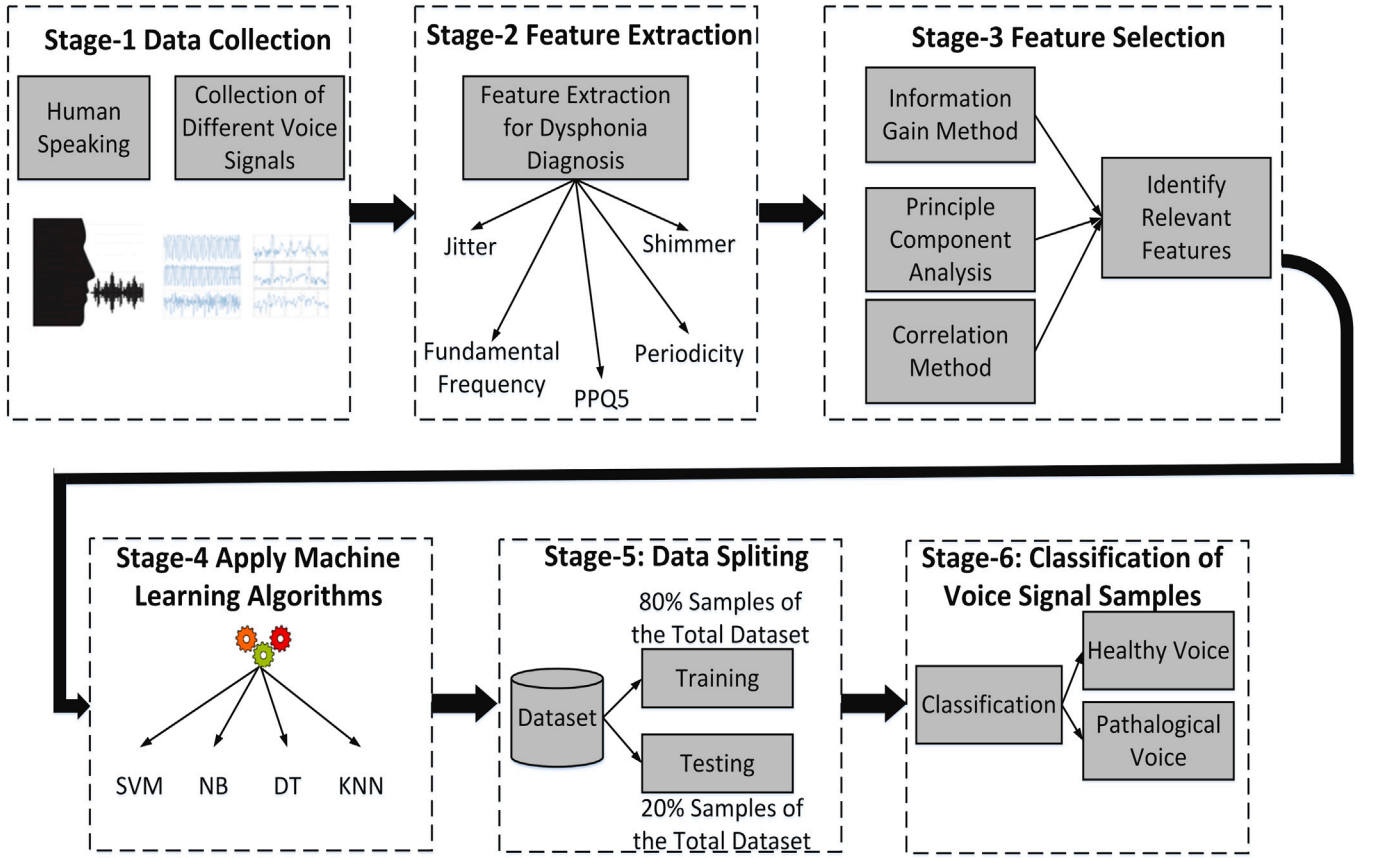 Stage-1 Data Collection
Human
Speaking
Collection of
Different Voice
Signals
Stage-2 Feature Extraction
Feature Extraction
for Dysphonia
Diagnosis
Jitter
Shimmer
Fundamental
Frequency
PPQ5
Periodicity
Stage-3 Feature Selection
Information
Gain Method
Principle
Component
Analysis
Correlation
Method
Identify
Relevant
Features
Stage-4 Apply Machine
Learning Algorithms
SVM
NB
DT
KNN
Stage-5: Data Spliting
80% Samples of
the Total Dataset
Dataset
Training
Testing
20% Samples of
the Total Dataset
Stage-6: Classification of
Voice Signal Samples
Classification
Healthy Voice
Pathalogical
Voice